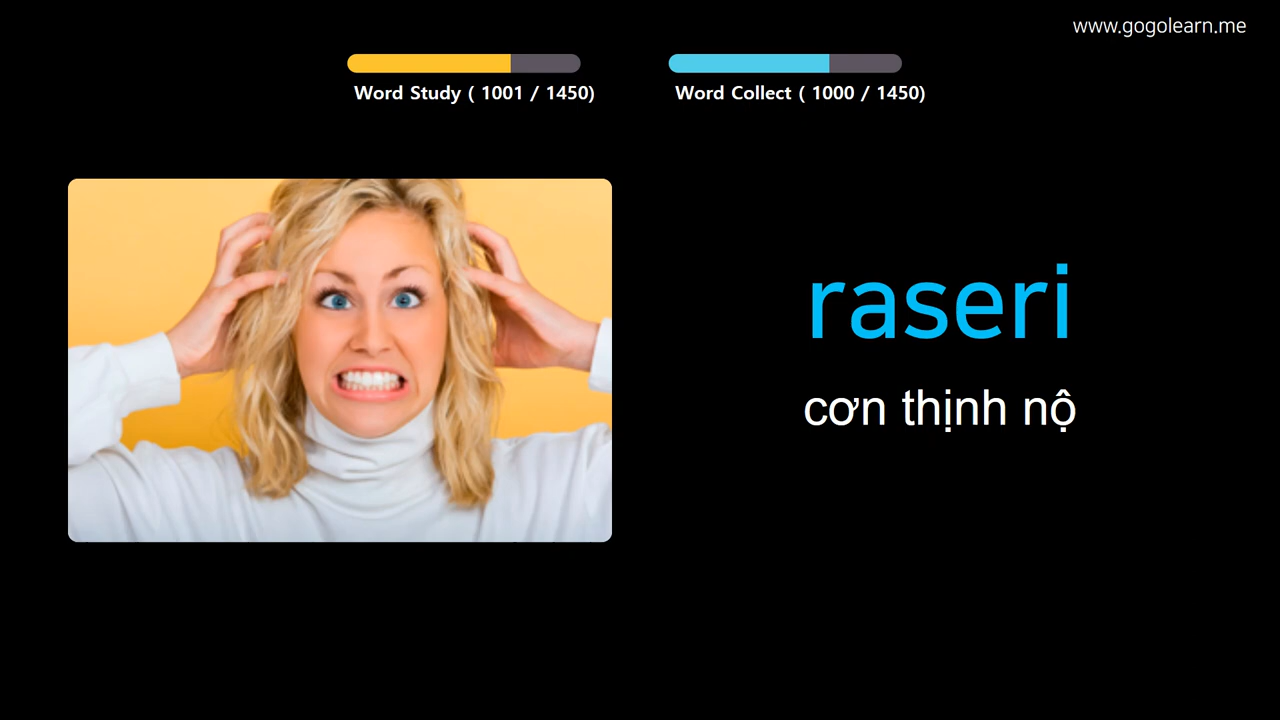 www.gogolearn.me
Word Study ( 1001 / 1450)
Word Collect ( 1000 / 1450)
raseri
cơn thịnh nộ